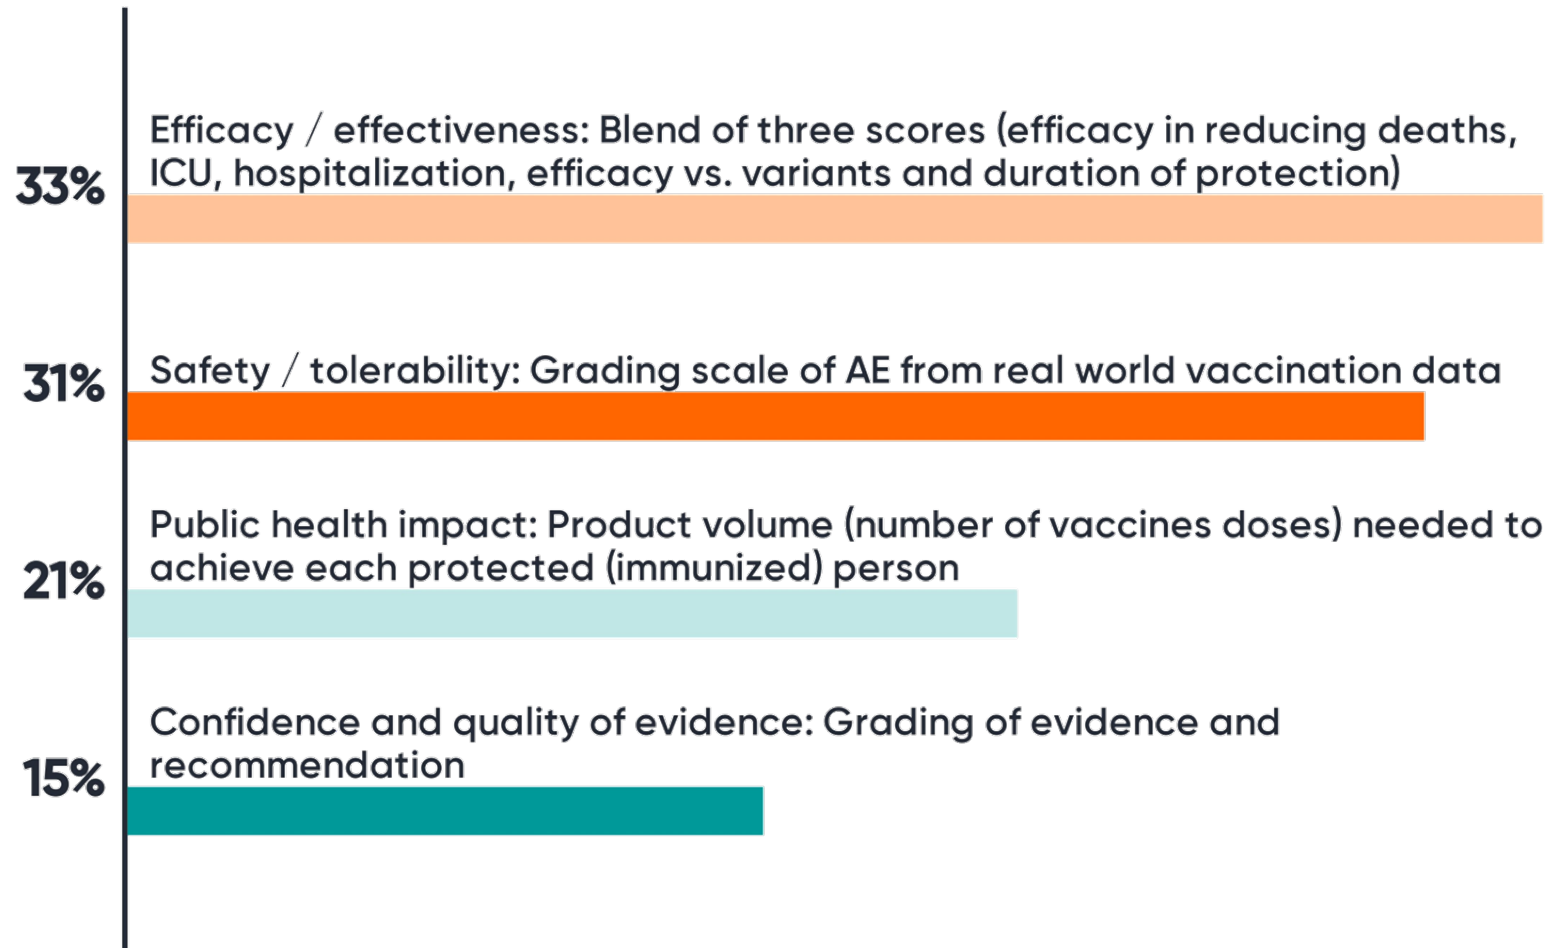 Efficacy / effectiveness: Blend of three scores (efficacy in reducing deaths,
ICU, hospitalization, efficacy vs. variants and duration of protection)
33%
Safety / tolerability: Grading scale of AE from real world vaccination data
31%
Public health impact: Product volume (number of vaccines doses) needed to
achieve each protected (immunized) person
21%
Confidence and quality of evidence: Grading of evidence and
recommendation
15%